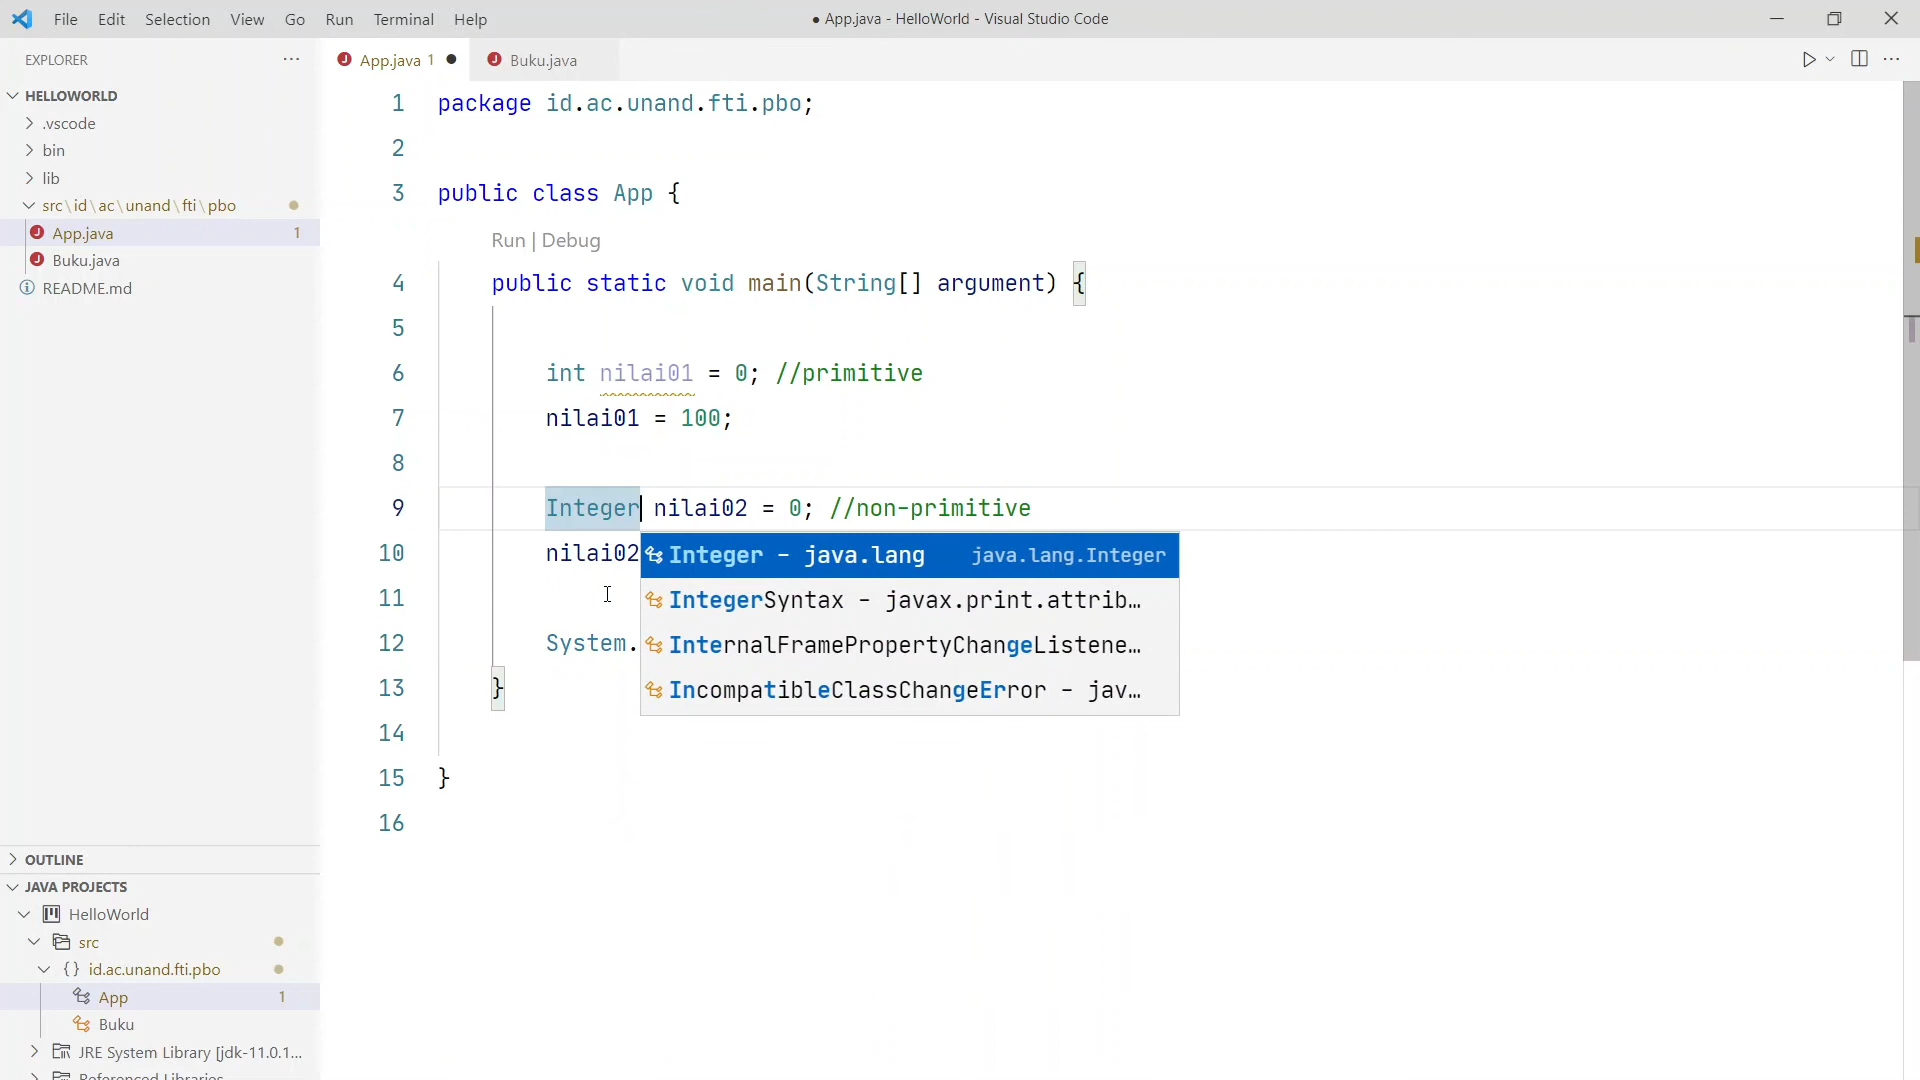 File Edit Selection View Go Run Terminal Help
● App.java - HelloWorld - Visual Studio Code
EXPLORER
HELLOWORLD
.vscode
bin
lib
src\id\ac\unand\fti\pbo
App.java 1
Buku.java
README.md
OUTLINE
JAVA PROJECTS
HelloWorld
src
id.ac.unand.fti.pbo
App 1
Buku
JRE System Library [jdk-11.0.1...
Referenced Libraries
App.java 1 ● Buku.java
1 package id.ac.unand.fti.pbo;
2
3 public class App {
Run | Debug
4 public static void main(String[] argument) {
5
6 int nilai01 = 0; //primitive
7 nilai01 = 100;
8
9 Integer nilai02 = 0; //non-primitive
10 nilai02
11
12 System.
13 }
14
15 }
16
Integer - java.lang java.lang.Integer
IntegerSyntax - javax.print.attrib…
InternalFramePropertyChangeListene…
IncompatibleClassChangeError - jav…